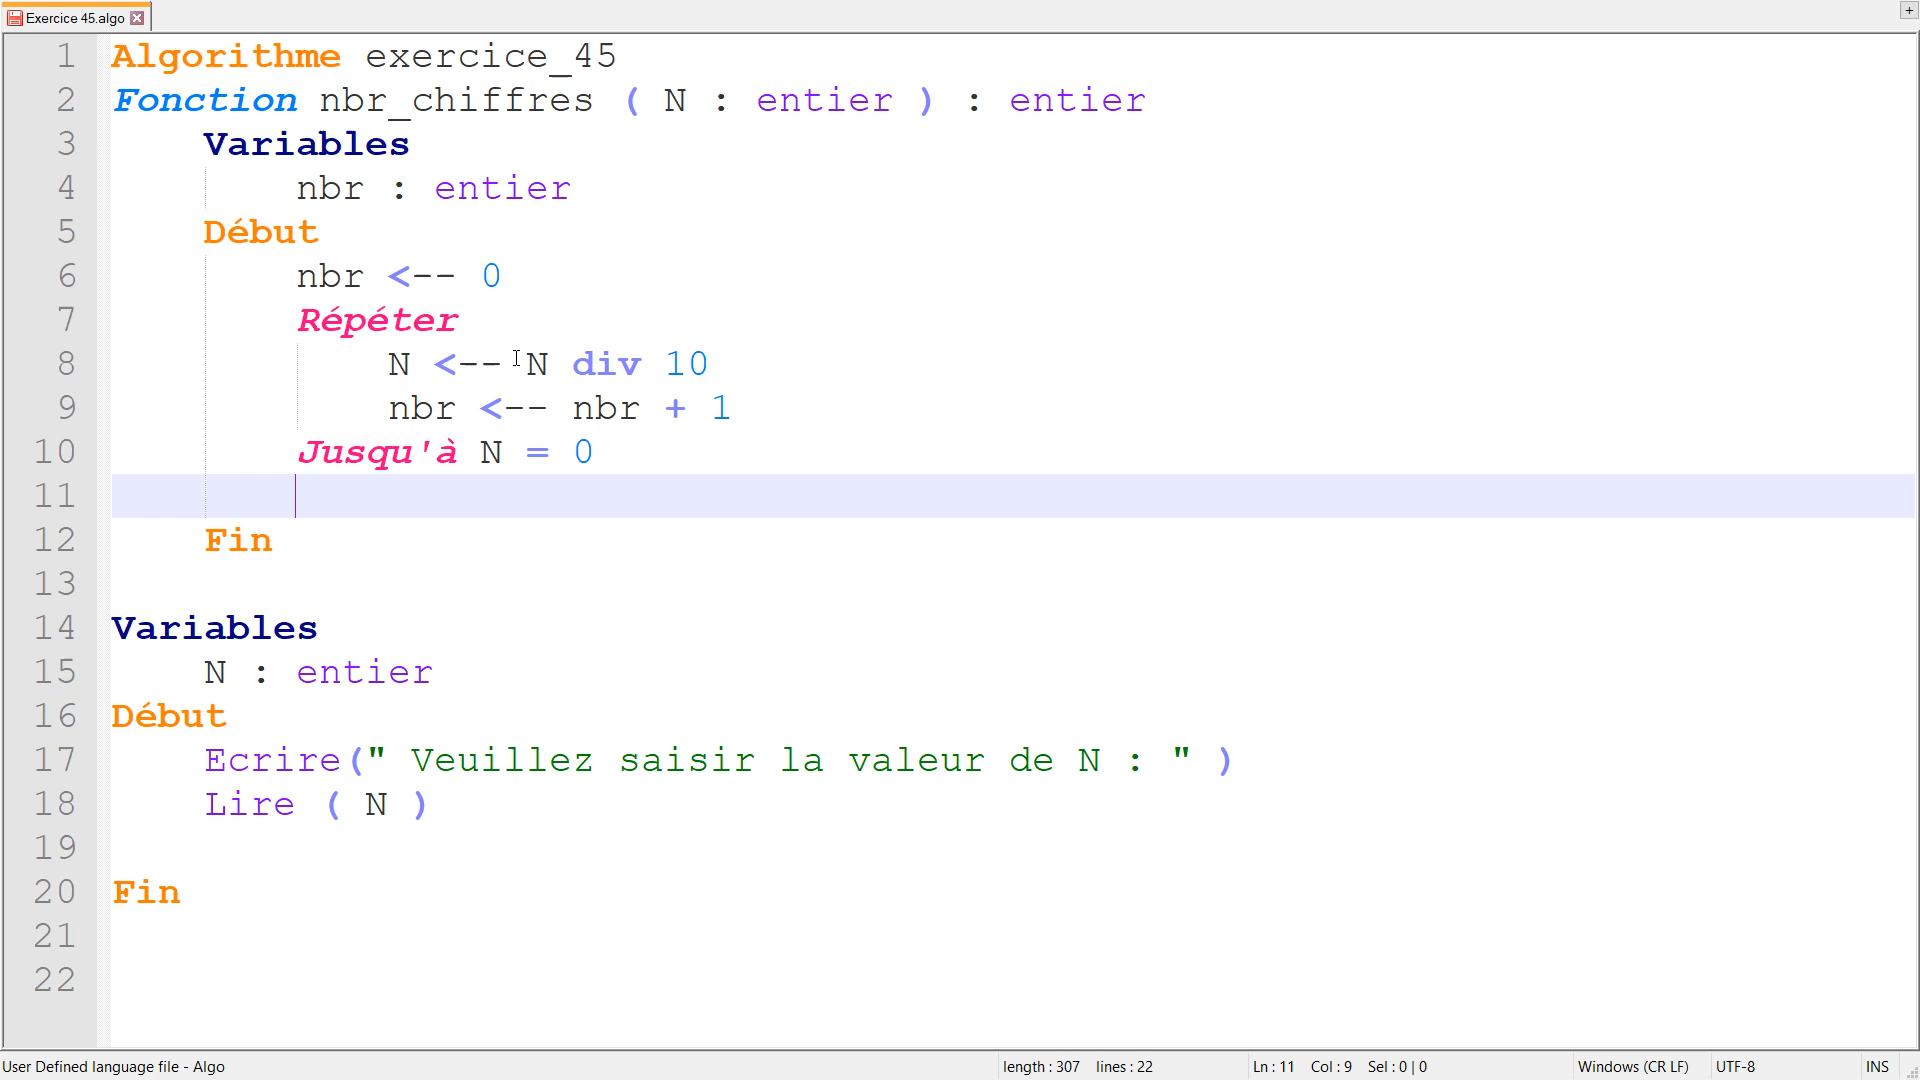 Exercice 45.algo
+
1 Algorithme exercice_45
2 Fonction nbr_chiffres ( N : entier ) : entier
3 Variables
4 nbr : entier
5 Début
6 nbr <-- 0
7 Répéter
8 N <-- N div 10
9 nbr <-- nbr + 1
10 Jusqu'à N = 0
11
12 Fin
13
14 Variables
15 N : entier
16 Début
17 Ecrire(" Veuillez saisir la valeur de N : " )
18 Lire ( N )
19
20 Fin
21
22
User Defined language file - Algo length : 307 lines : 22 Ln : 11 Col : 9 Sel : 0 | 0 Windows (CR LF) UTF-8 INS